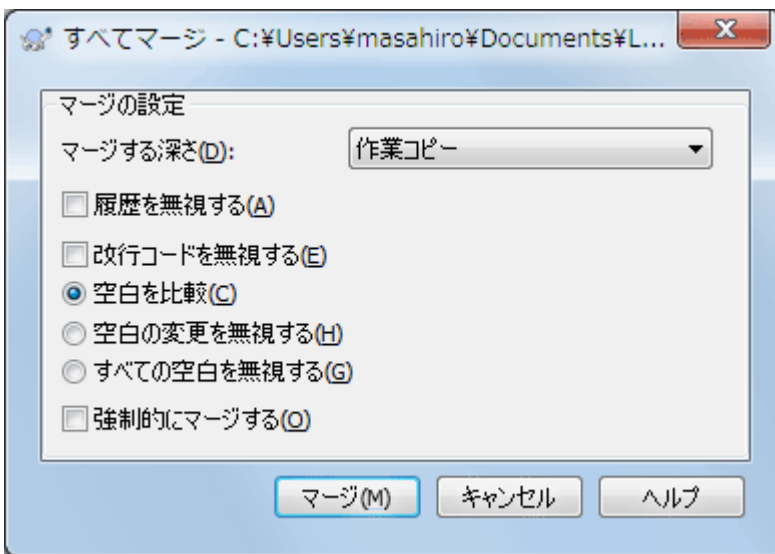 すべてマージ - C:¥Users¥masahiro¥Documents¥L...
マージの設定
マージする深さ(D): 作業コピー
履歴を無視する(A)
改行コードを無視する(E)
空白を比較(C)
空白の変更を無視する(H)
すべての空白を無視する(G)
強制的にマージする(O)
マージ(M) キャンセル ヘルプ